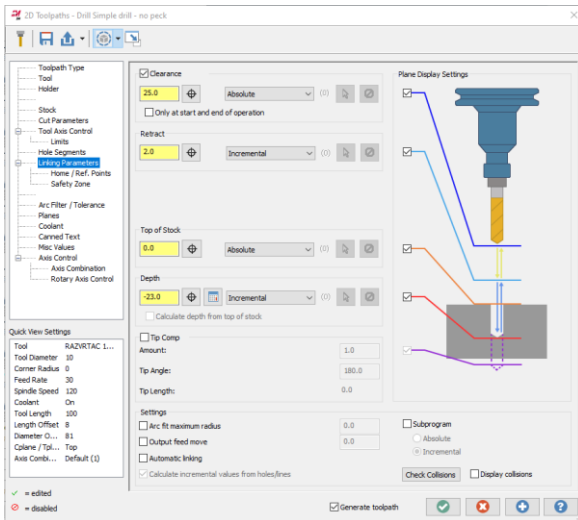 2D Toolpaths - Drill Simple drill - no peck
Toolpath Type
Tool
Holder
Stock
Cut Parameters
Tool Axis Control
Limits
Hole Segments
Linking Parameters
Home / Ref. Points
Safety Zone
Arc Filter / Tolerance
Planes
Coolant
Canned Text
Misc Values
Axis Control
Axis Combination
Rotary Axis Control
Quick View Settings
Tool RAZVRTAC 1...
Tool Diameter 10
Corner Radius 0
Feed Rate 30
Spindle Speed 120
Coolant On
Tool Length 100
Length Offset 8
Diameter O... 81
Cplane / Tpl... Top
Axis Combi... Default (1)
= edited
= disabled
Clearance
25.0 Absolute (0)
Only at start and end of operation
Retract
2.0 Incremental (0)
Top of Stock
0.0 Absolute (0)
Depth
-23.0 Incremental (0)
Calculate depth from top of stock
Tip Comp
Amount: 1.0
Tip Angle: 180.0
Tip Length: 0.0
Plane Display Settings
Settings
Arc fit maximum radius 0.0
Output feed move 0.0
Automatic linking
Calculate incremental values from holes/lines
Subprogram
Absolute
Incremental
Check Collisions Display collisions
Generate toolpath